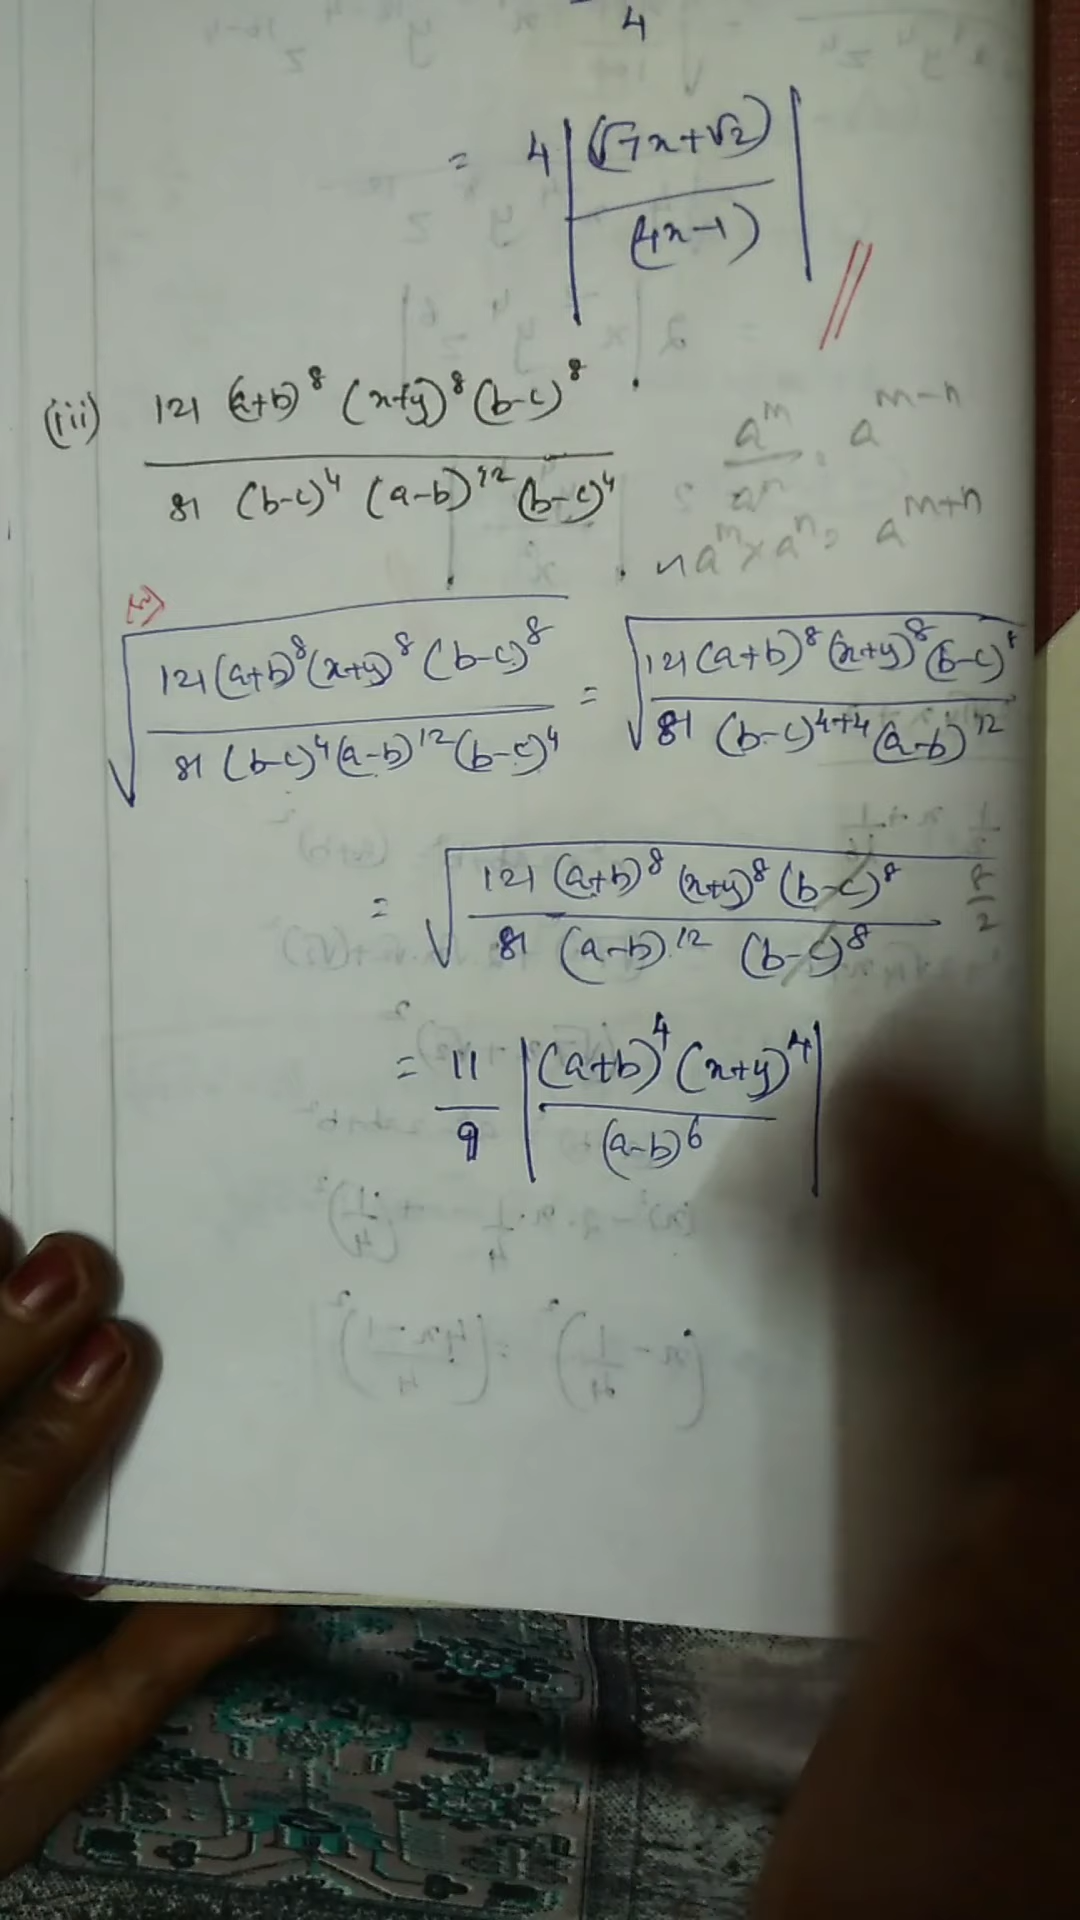 4
= 4 |(√7x+√2)/(4x-1)| //
(iii) 121 (a+b)^8 (x+y)^8 (b-c)^8 / 81 (b-c)^4 (a-b)^12 (b-c)^4
a^m/a^n = a^m-n
a^m × a^n = a^m+n
√(121 (a+b)^8 (x+y)^8 (b-c)^8 / 81 (b-c)^4 (a-b)^12 (b-c)^4) = √(121 (a+b)^8 (x+y)^8 (b-c)^8 / 81 (b-c)^4+4 (a-b)^12)
= √(121 (a+b)^8 (x+y)^8 (b-c)^8 / 81 (a-b)^12 (b-c)^8)
8/2
= 11/9 |(a+b)^4 (x+y)^4 / (a-b)^6|